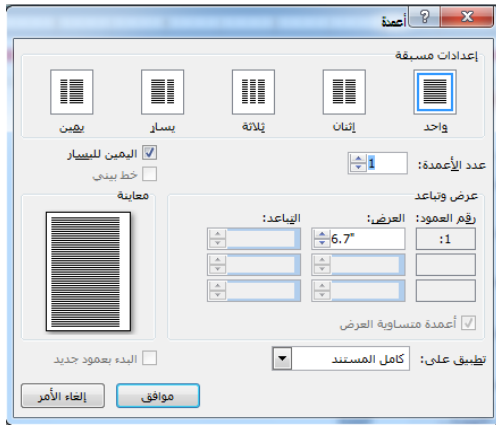 أعمدة
إعدادات مسبقة
واحد إثنان ثلاثة يسار يمين
عدد الأعمدة: 1 اليمين لليسار
خط بيني
عرض وتباعد معاينة
رقم العمود: العرض: التباعد:
1: 6.7"
أعمدة متساوية العرض
تطبيق على: كامل المستند البدء بعمود جديد
موافق إلغاء الأمر